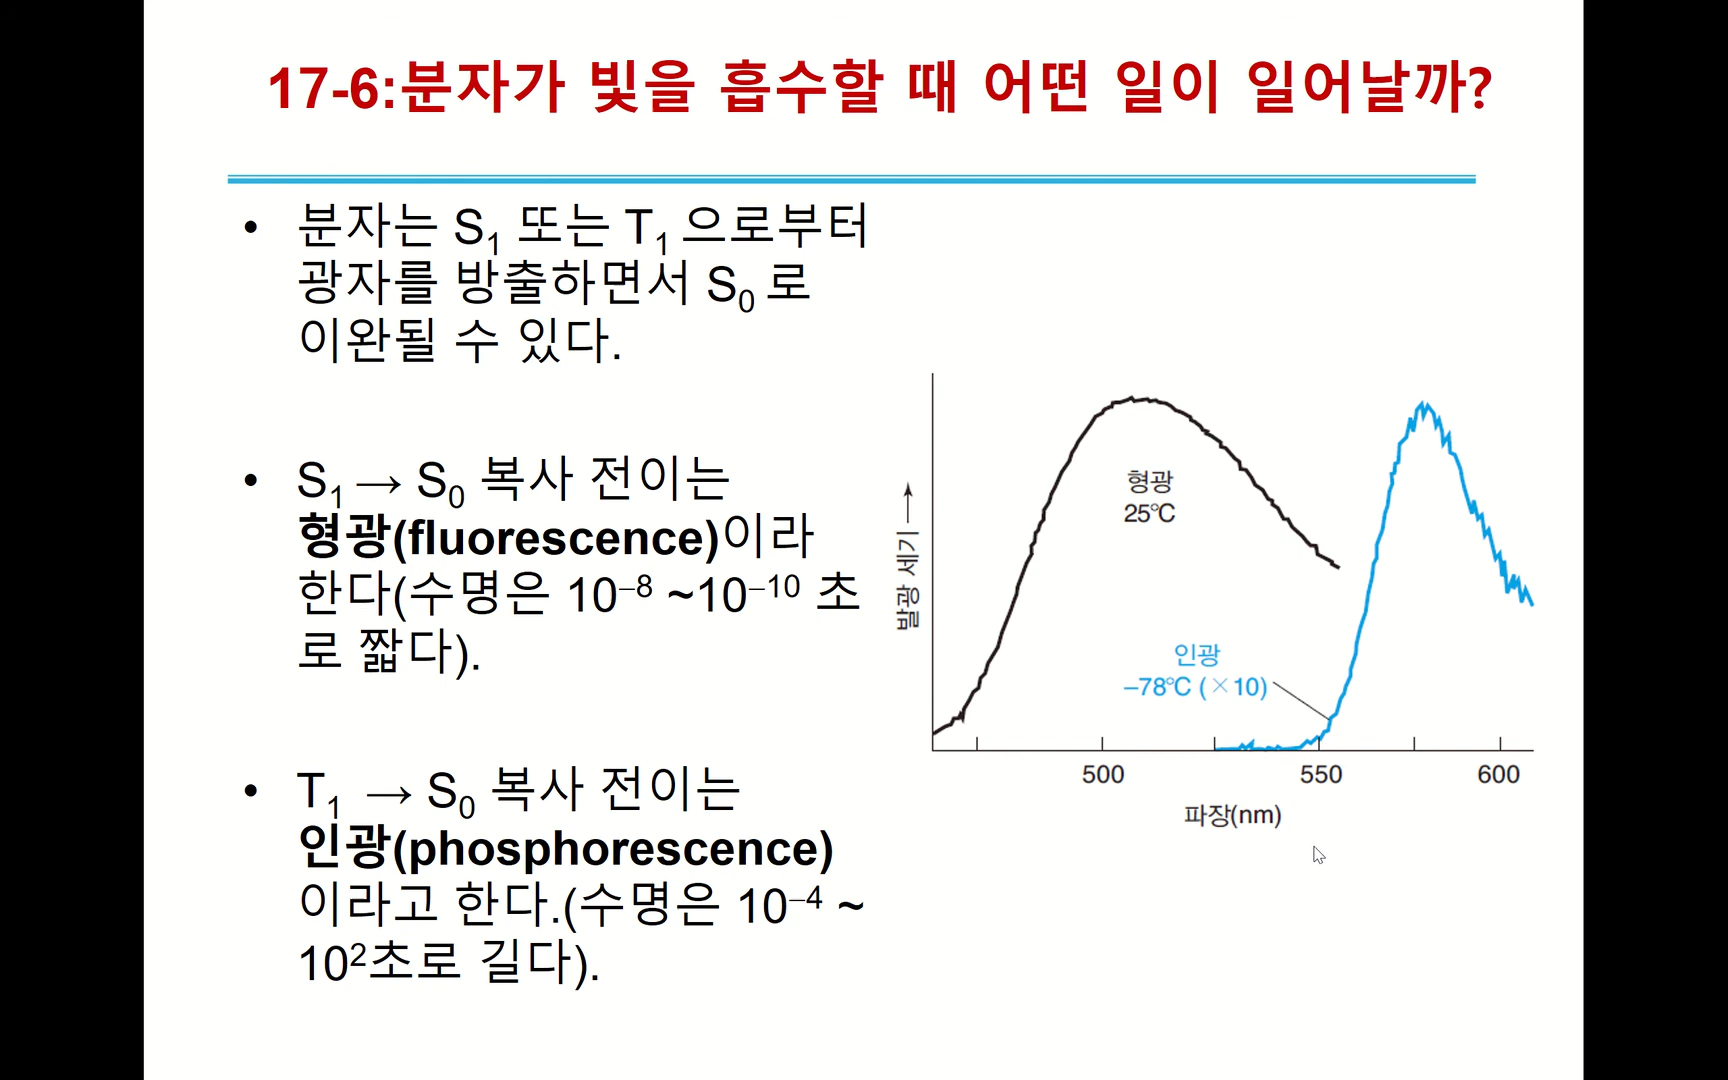 17-6:분자가 빛을 흡수할 때 어떤 일이 일어날까?
• 분자는 S₁ 또는 T₁ 으로부터
광자를 방출하면서 S₀ 로
이완될 수 있다.
• S₁ → S₀ 복사 전이는
형광(fluorescence)이라
한다(수명은 10⁻⁸ ~10⁻¹⁰ 초
로 짧다).
• T₁ → S₀ 복사 전이는
인광(phosphorescence)
이라고 한다.(수명은 10⁻⁴ ~
10²초로 길다).
발광 세기 →
형광
25℃
인광
–78℃ (×10)
500 550 600
파장(nm)